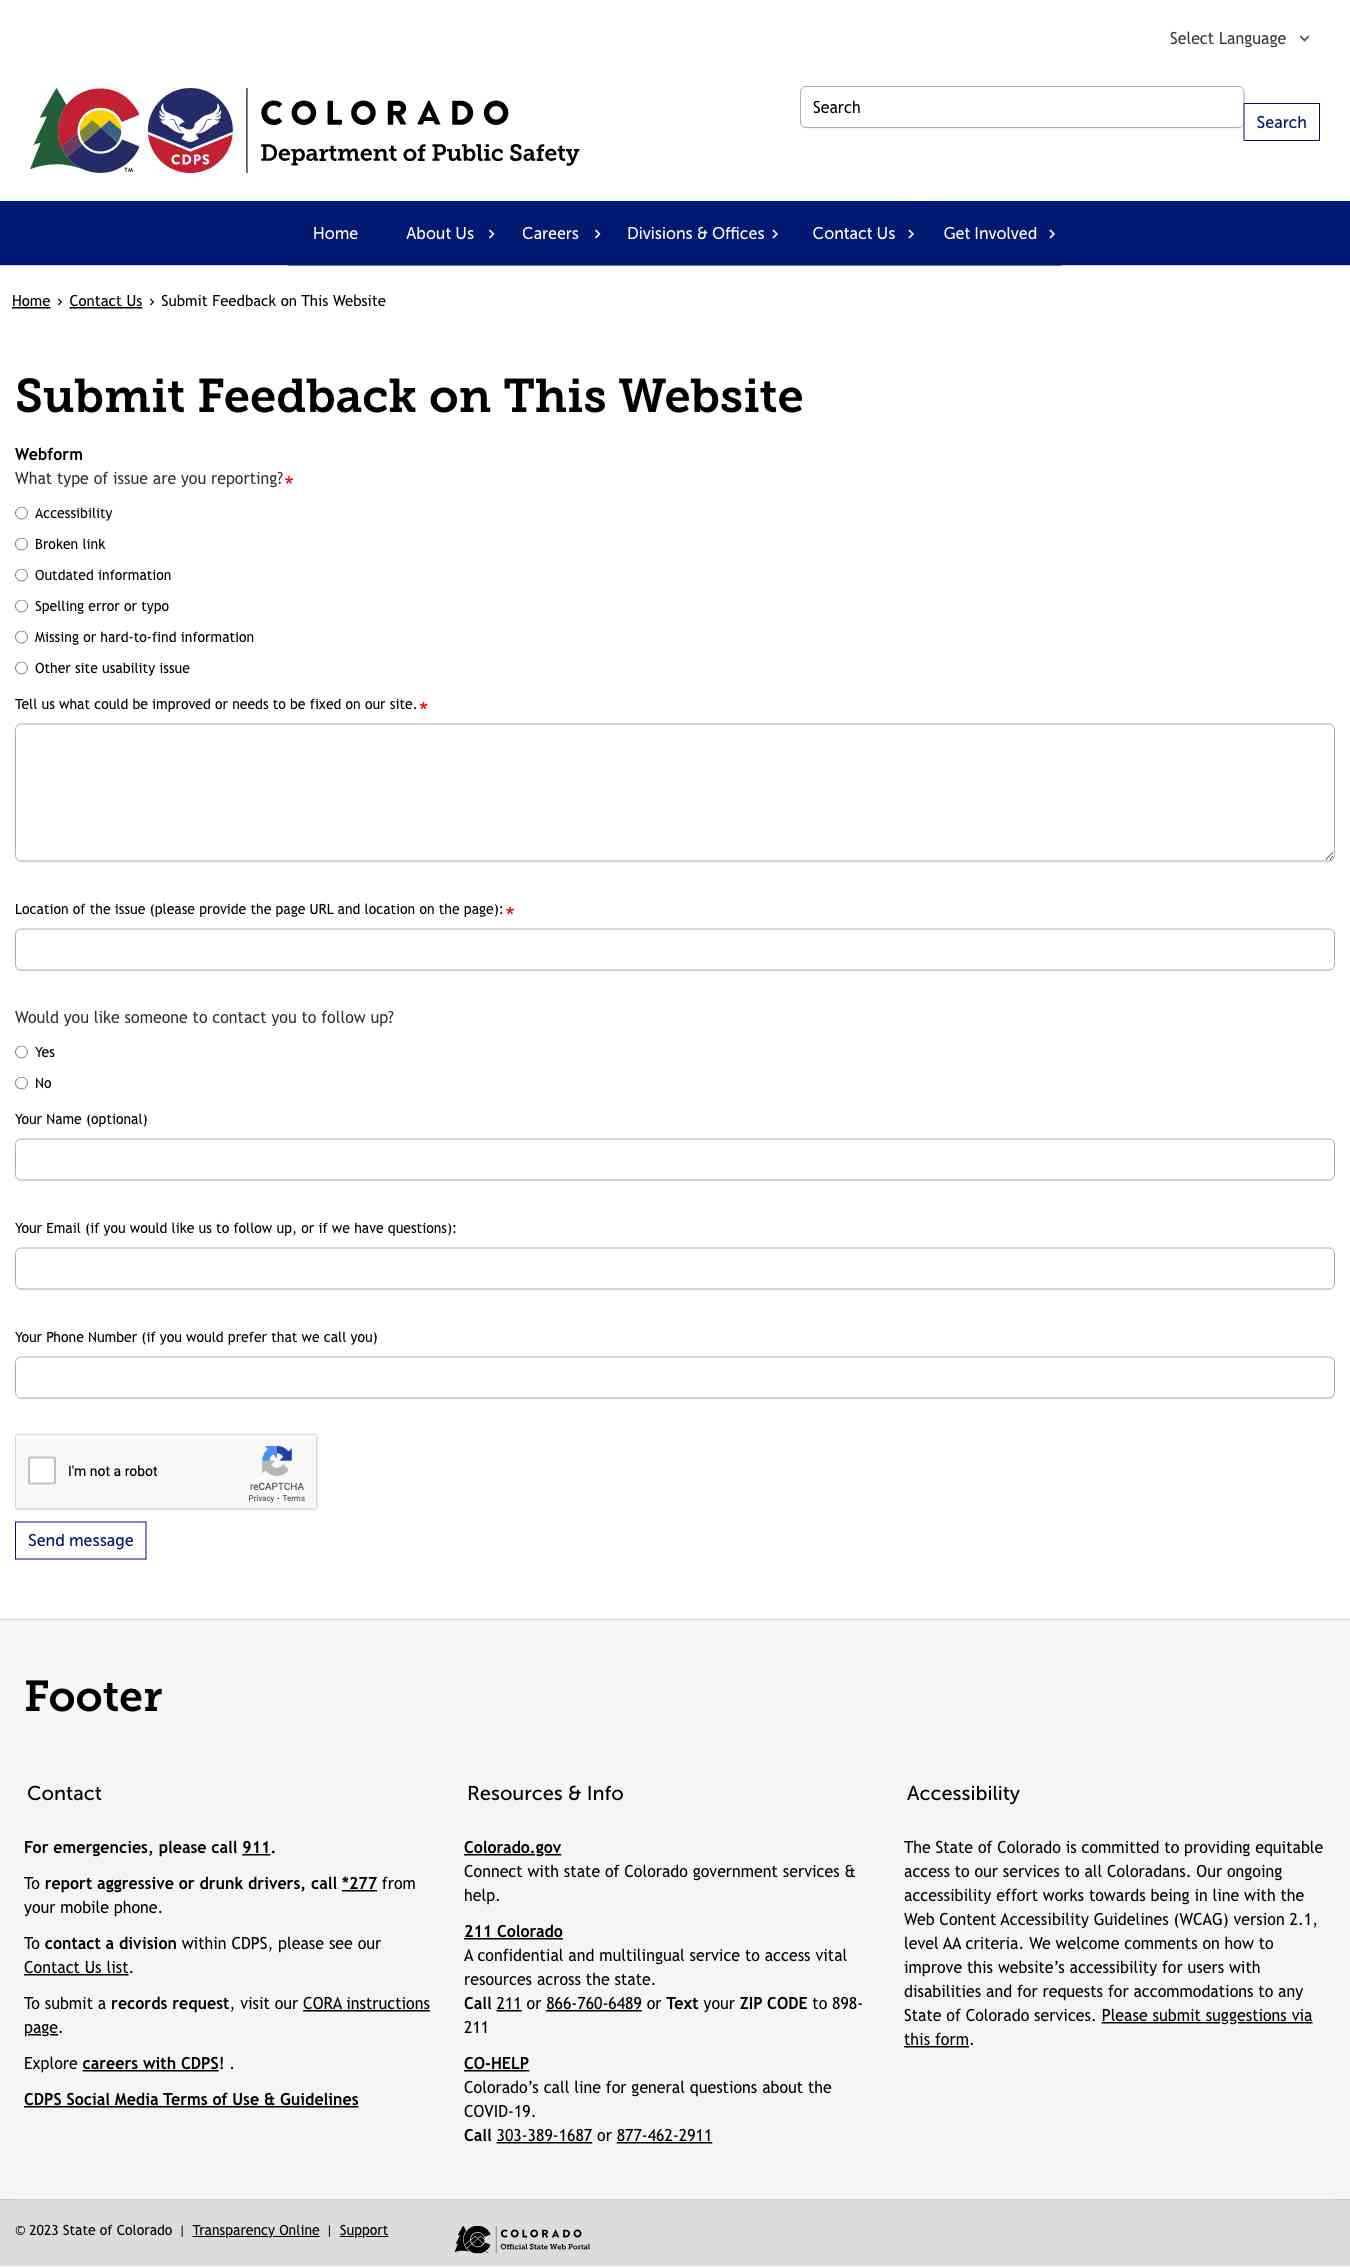 Select Language
CDPS
TM
COLORADO
Department of Public Safety
Search
Search
Home About Us Careers Divisions & Offices Contact Us Get Involved
Home › Contact Us › Submit Feedback on This Website
Submit Feedback on This Website
Webform
What type of issue are you reporting?*
Accessibility
Broken link
Outdated information
Spelling error or typo
Missing or hard-to-find information
Other site usability issue
Tell us what could be improved or needs to be fixed on our site.*
Location of the issue (please provide the page URL and location on the page):*
Would you like someone to contact you to follow up?
Yes
No
Your Name (optional)
Your Email (if you would like us to follow up, or if we have questions):
Your Phone Number (if you would prefer that we call you)
I'm not a robot
reCAPTCHA
Privacy - Terms
Send message
Footer
Contact
For emergencies, please call 911.
To report aggressive or drunk drivers, call *277 from
your mobile phone.
To contact a division within CDPS, please see our
Contact Us list.
To submit a records request, visit our CORA instructions
page.
Explore careers with CDPS! .
CDPS Social Media Terms of Use & Guidelines
Resources & Info
Colorado.gov
Connect with state of Colorado government services &
help.
211 Colorado
A confidential and multilingual service to access vital
resources across the state.
Call 211 or 866-760-6489 or Text your ZIP CODE to 898-
211
CO-HELP
Colorado’s call line for general questions about the
COVID-19.
Call 303-389-1687 or 877-462-2911
Accessibility
The State of Colorado is committed to providing equitable
access to our services to all Coloradans. Our ongoing
accessibility effort works towards being in line with the
Web Content Accessibility Guidelines (WCAG) version 2.1,
level AA criteria. We welcome comments on how to
improve this website’s accessibility for users with
disabilities and for requests for accommodations to any
State of Colorado services. Please submit suggestions via
this form.
© 2023 State of Colorado | Transparency Online | Support
COLORADO
Official State Web Portal